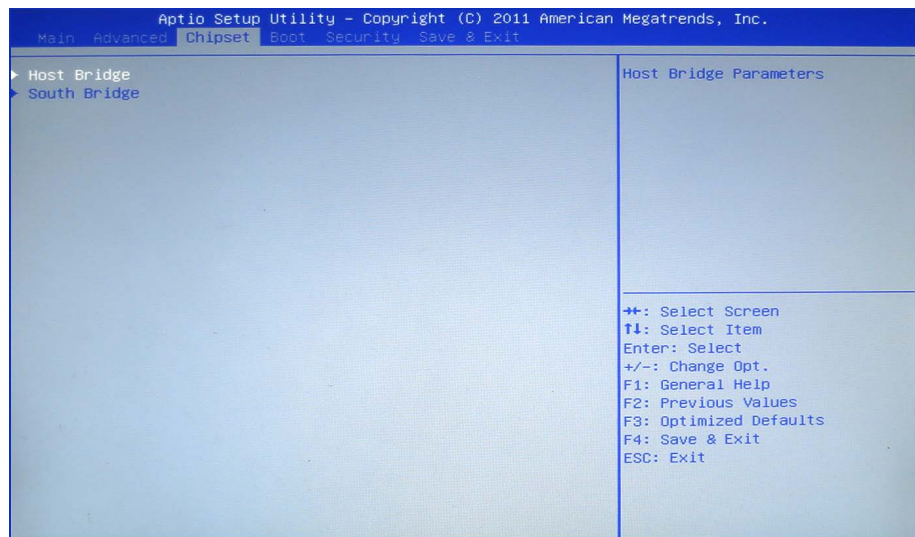 Aptio Setup Utility – Copyright (C) 2011 American Megatrends, Inc.
Main Advanced Chipset Boot Security Save & Exit
▶ Host Bridge
▶ South Bridge
Host Bridge Parameters
→←: Select Screen
↑↓: Select Item
Enter: Select
+/-: Change Opt.
F1: General Help
F2: Previous Values
F3: Optimized Defaults
F4: Save & Exit
ESC: Exit